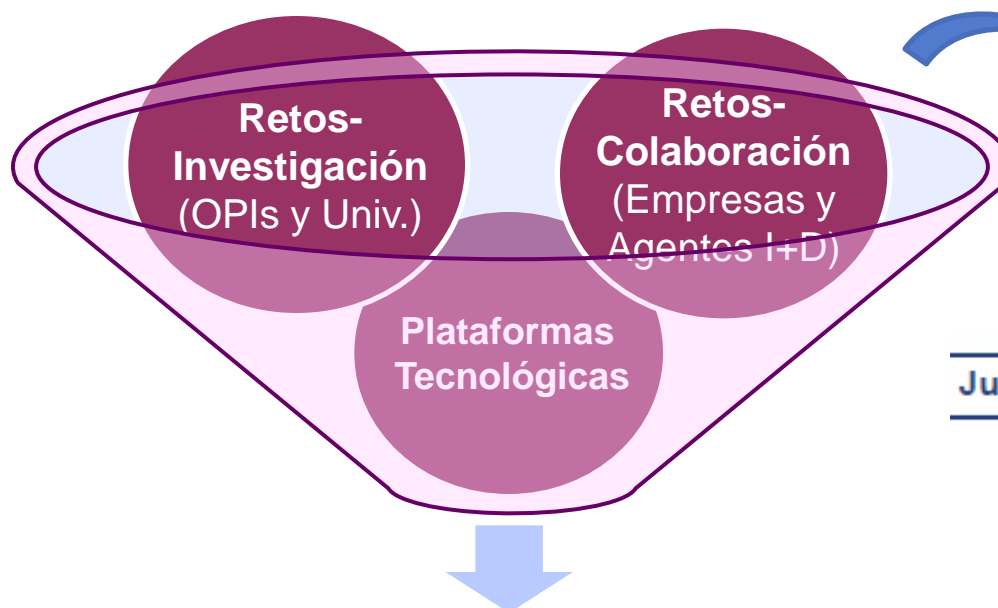 Retos-
Investigación
(OPIs y Univ.)
Retos-
Colaboración
(Empresas y
Agentes I+D)
Plataformas
Tecnológicas
Ju